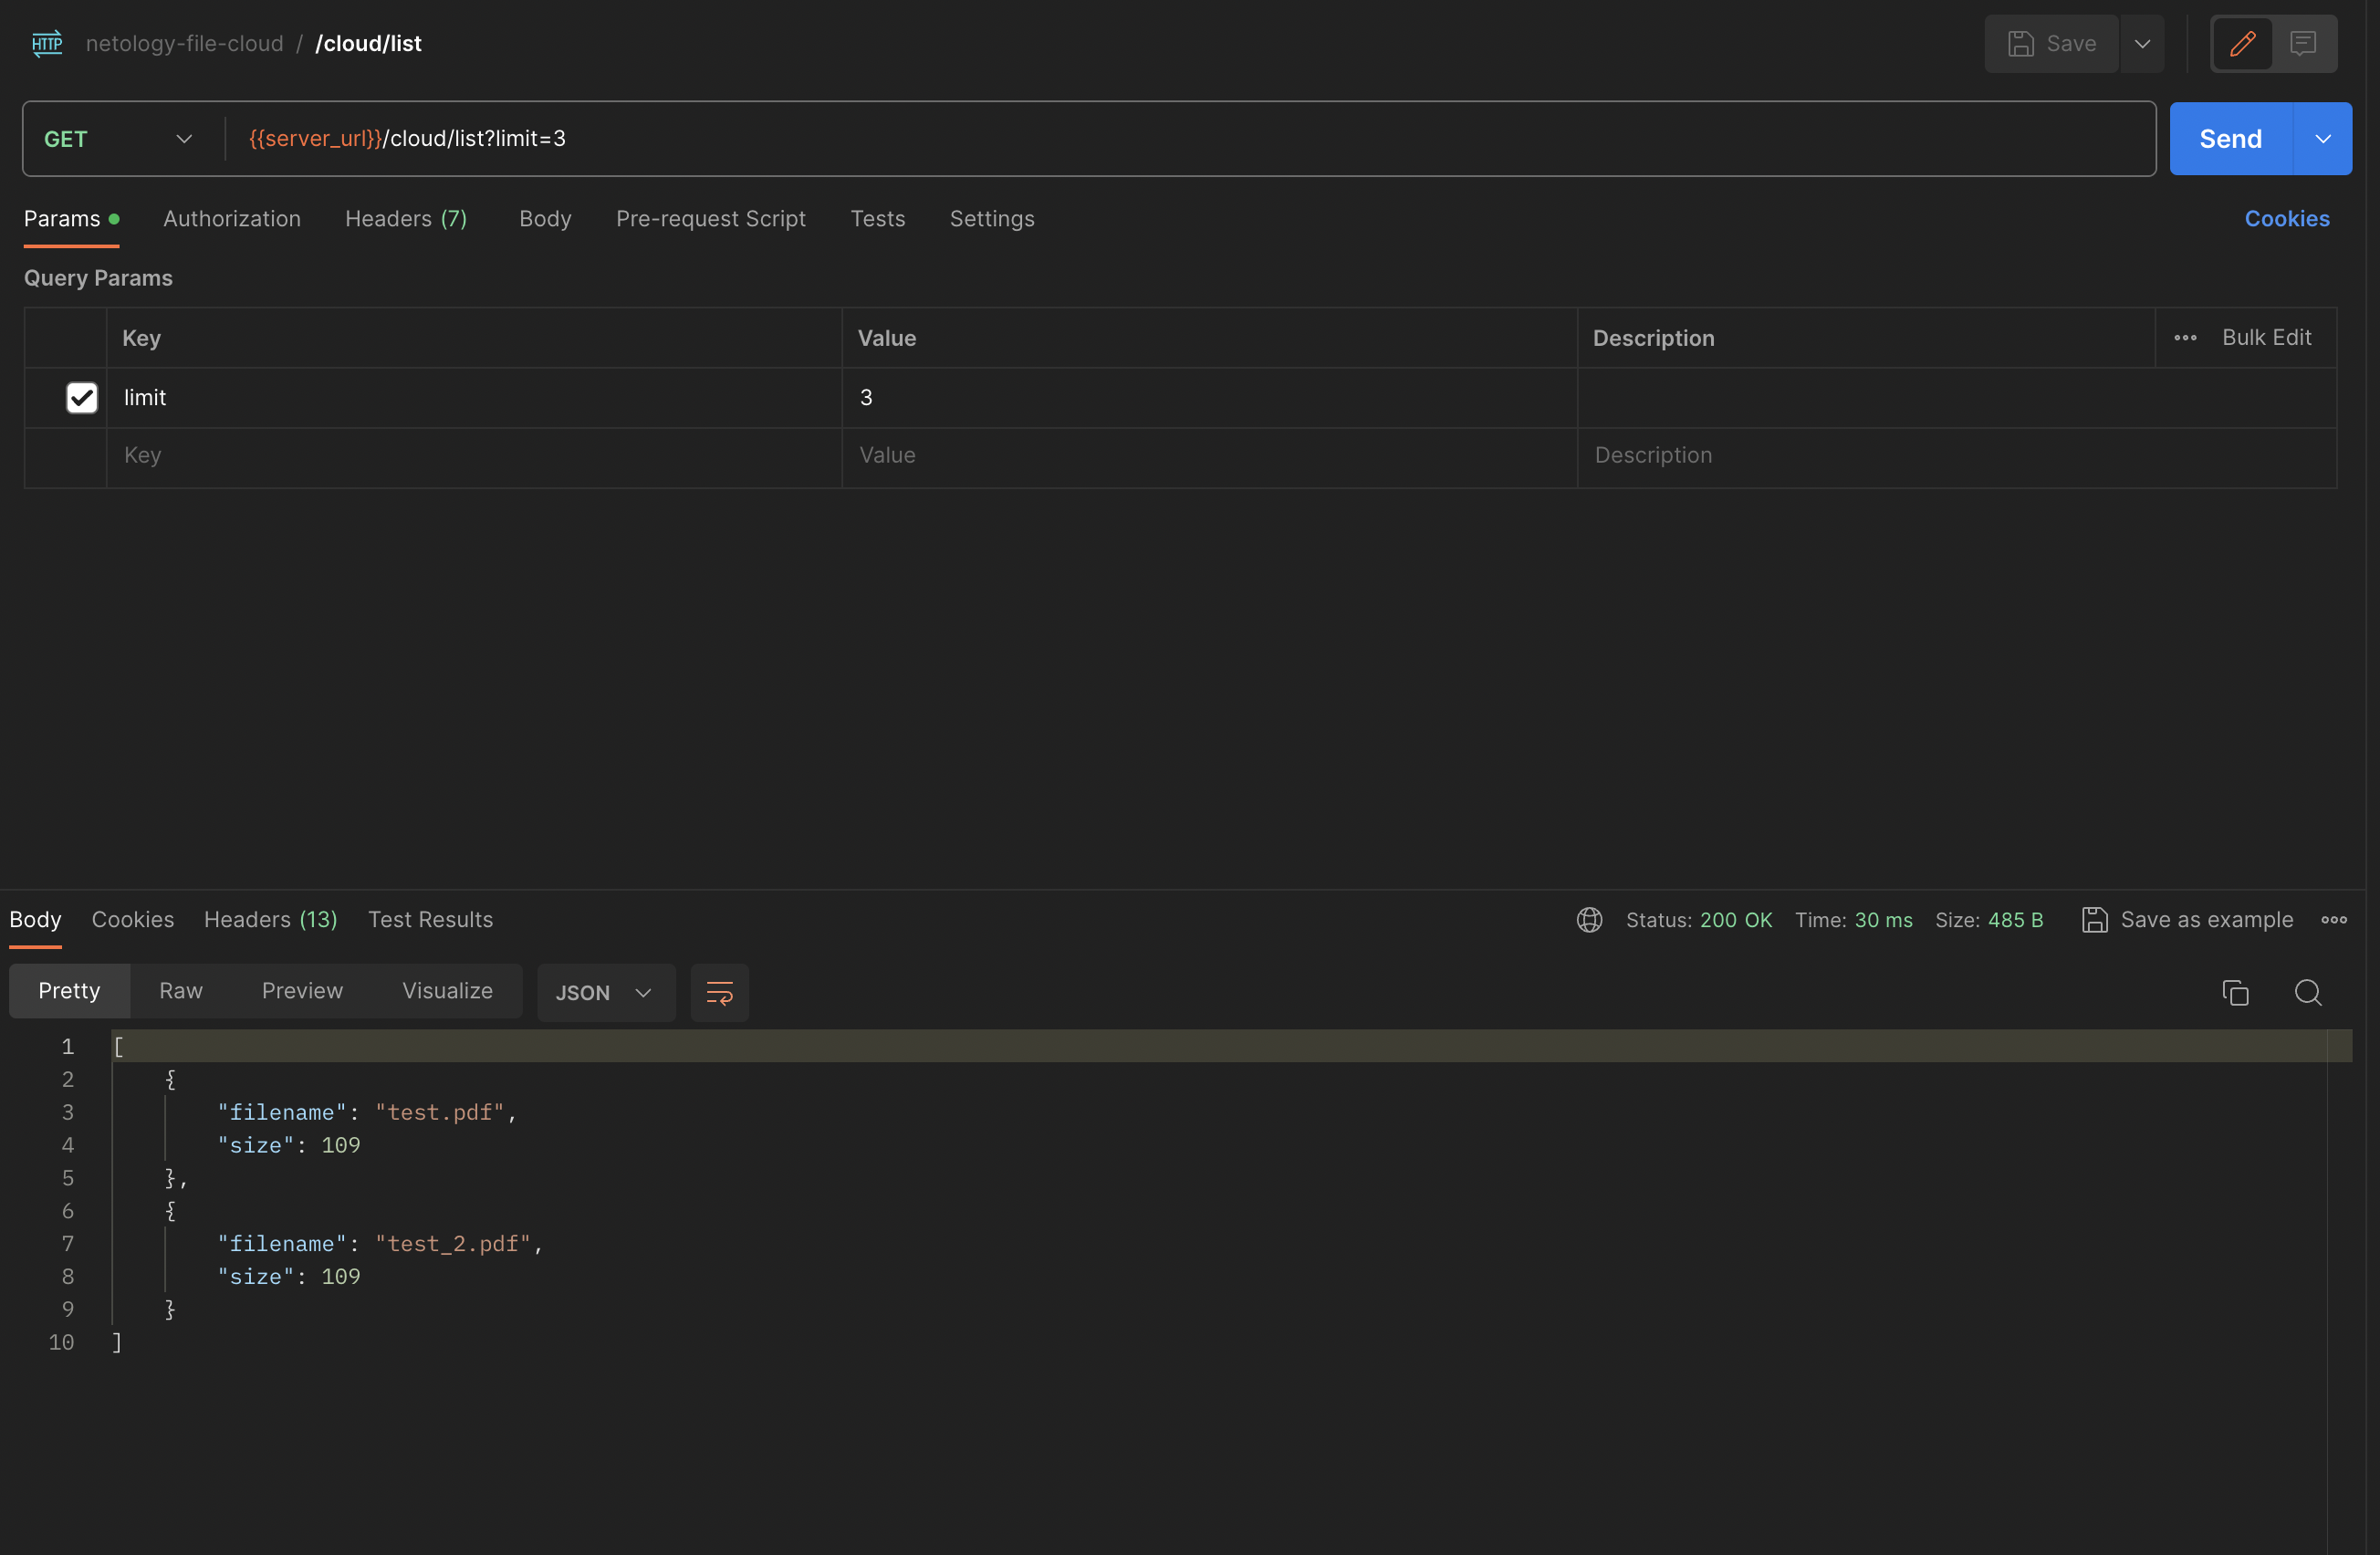 HTTP netology-file-cloud / /cloud/list Save
GET {{server_url}}/cloud/list?limit=3 Send
Params Authorization Headers (7) Body Pre-request Script Tests Settings Cookies
Query Params
Key Value Description Bulk Edit
limit 3
Key Value Description
Body Cookies Headers (13) Test Results Status: 200 OK Time: 30 ms Size: 485 B Save as example
Pretty Raw Preview Visualize JSON
1 [
2 {
3 "filename": "test.pdf",
4 "size": 109
5 },
6 {
7 "filename": "test_2.pdf",
8 "size": 109
9 }
10 ]